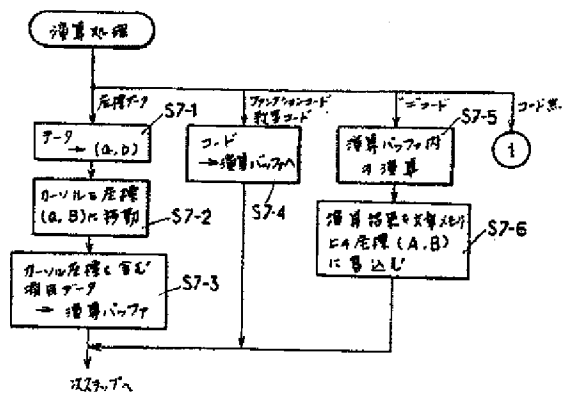 演算処理
座標データ
ファンクションコード
数字コード
"="コード
コード無
S7-1
データ
→ (a,b)
カーソルを座標
(a,B)に移動
S7-2
カーソル座標を含む
項目データ
→ 演算バッファ
S7-3
コード
→演算バッファへ
S7-4
S7-5
演算バッファ内
の演算
演算結果を文書メモリ
上の座標(A,B)
に書込む
S7-6
1
次ステップへ